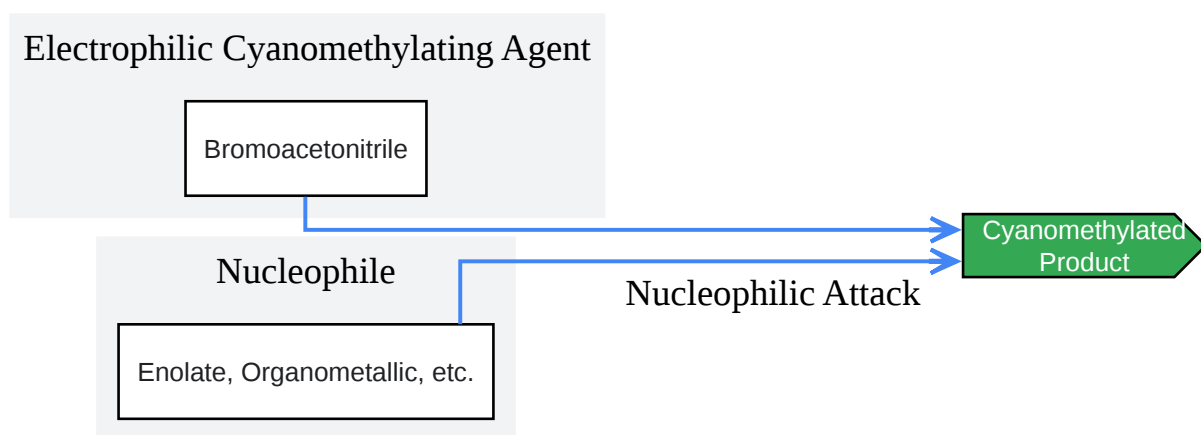 Electrophilic Cyanomethylating Agent
Bromoacetonitrile
Cyanomethylated
Product
Nucleophile
Nucleophilic Attack
Enolate, Organometallic, etc.